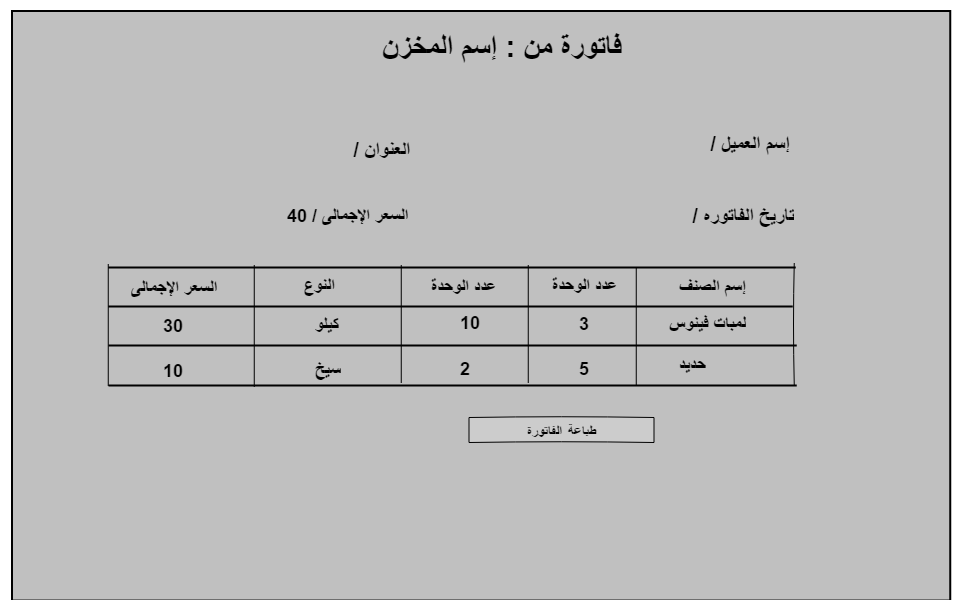 فاتورة من : إسم المخزن
إسم العميل / العنوان /
تاريخ الفاتوره / السعر الإجمالى / 40
إسم الصنف عدد الوحدة عدد الوحدة النوع السعر الإجمالى
لمبات فينوس 3 10 كيلو 30
حديد 5 2 سيخ 10
طباعة الفاتورة